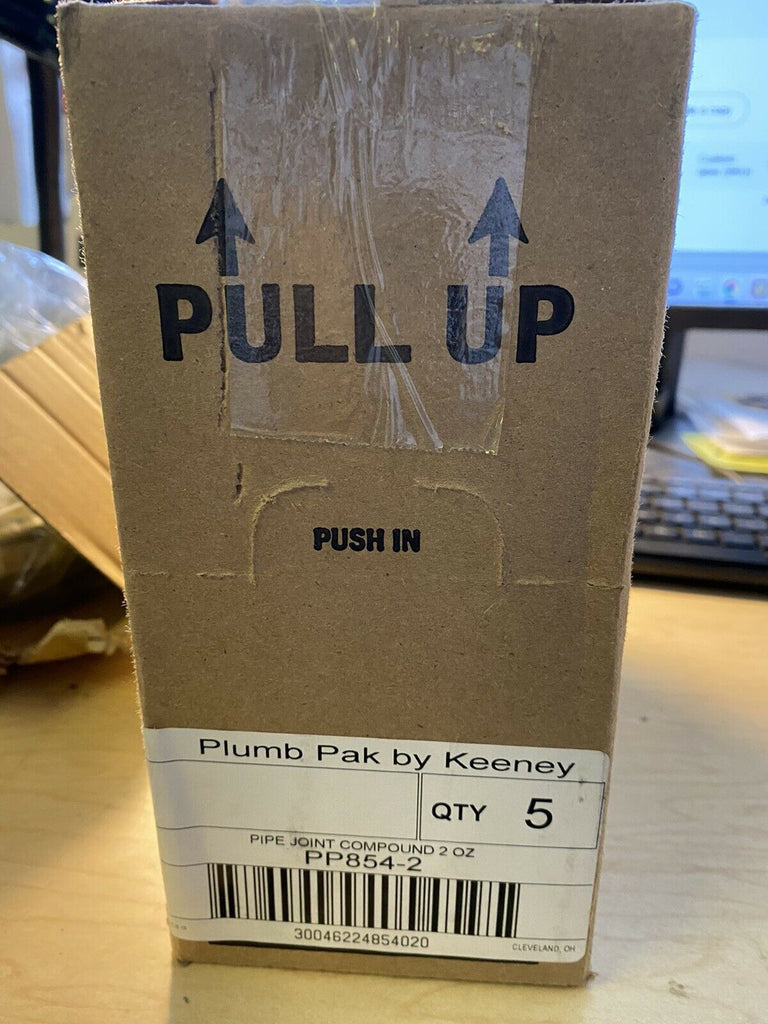 PULL UP
PUSH IN
Plumb Pak by Keeney
QTY 5
PIPE JOINT COMPOUND 2 OZ
PP854-2
30046224854020
CLEVELAND, OH